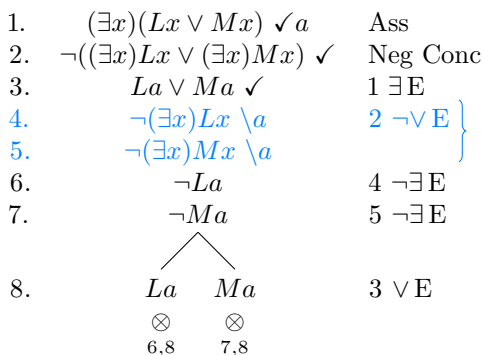 1. (∃x)(Lx ∨ Mx) ✓a Ass
2. ¬((∃x)Lx ∨ (∃x)Mx) ✓ Neg Conc
3. La ∨ Ma ✓ 1 ∃E
4. ¬(∃x)Lx \a 2 ¬∨E
5. ¬(∃x)Mx \a
6. ¬La 4 ¬∃E
7. ¬Ma 5 ¬∃E
8. La Ma 3 ∨E
⊗ ⊗
6,8 7,8